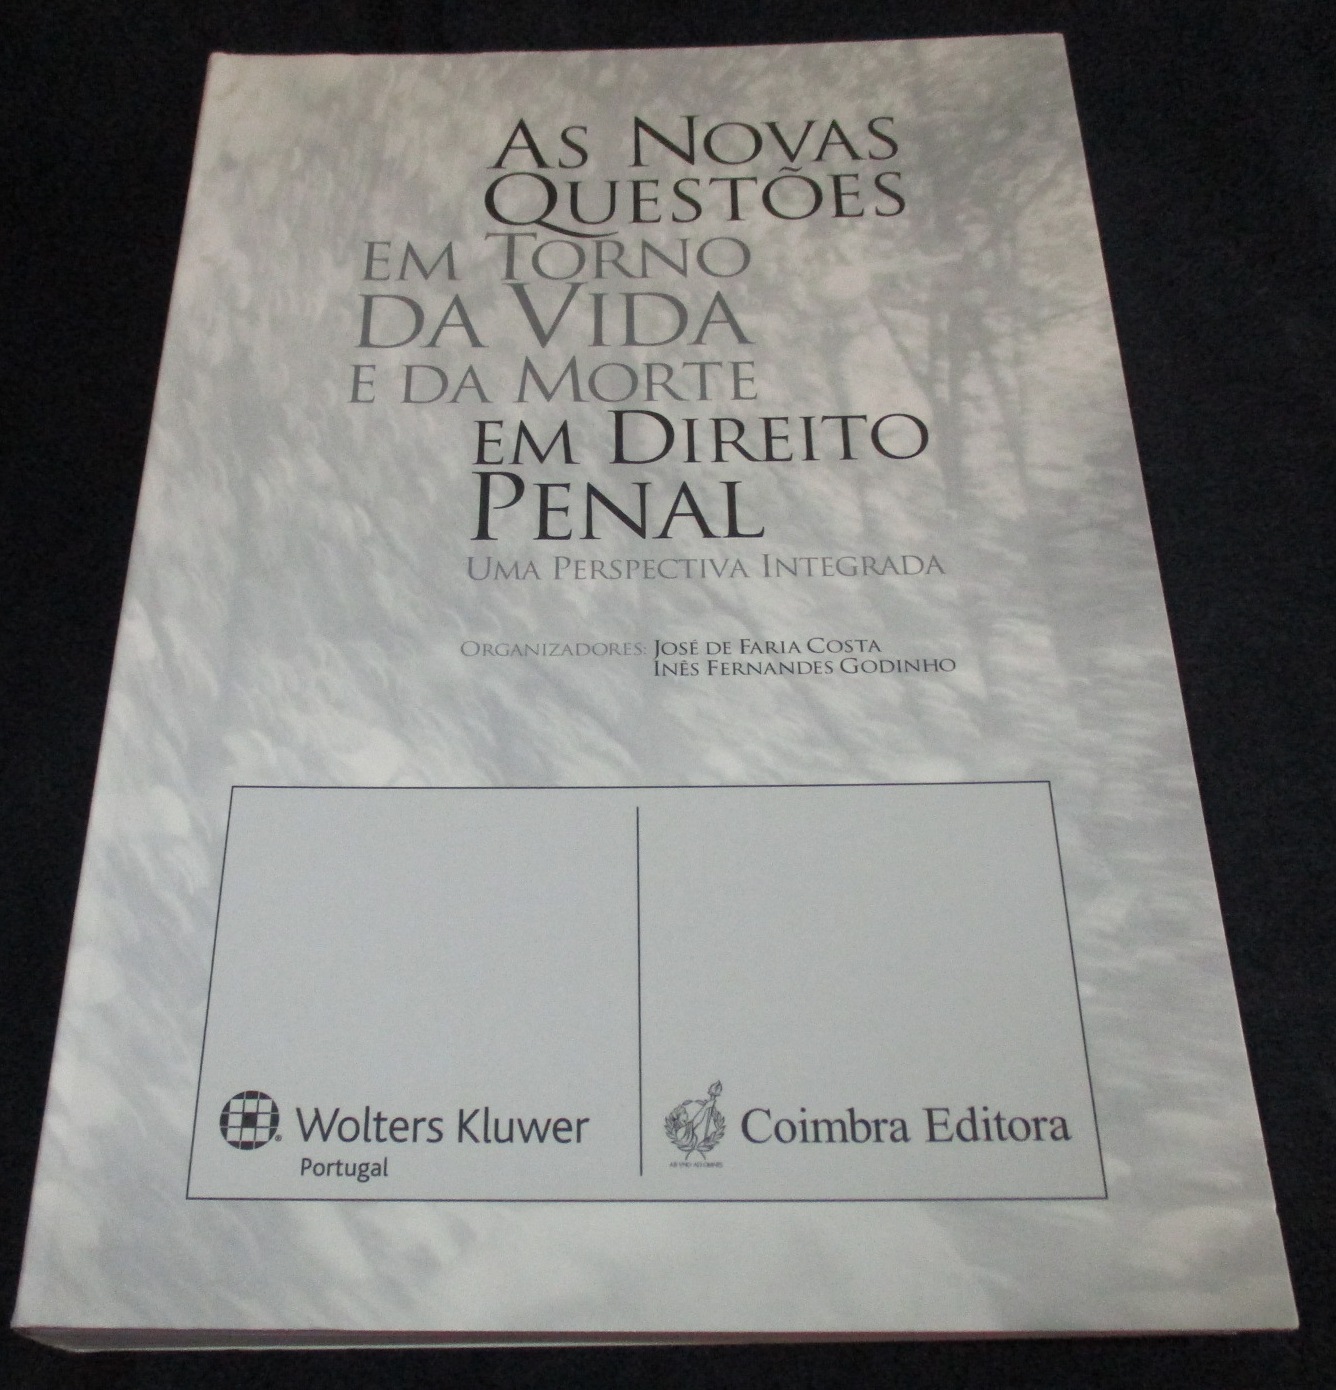 AS NOVAS
QUESTÕES
EM TORNO
DA VIDA
E DA MORTE
EM DIREITO
PENAL
UMA PERSPECTIVA INTEGRADA
ORGANIZADORES: JOSÉ DE FARIA COSTA
INÊS FERNANDES GODINHO
Wolters Kluwer
Portugal
Coimbra Editora